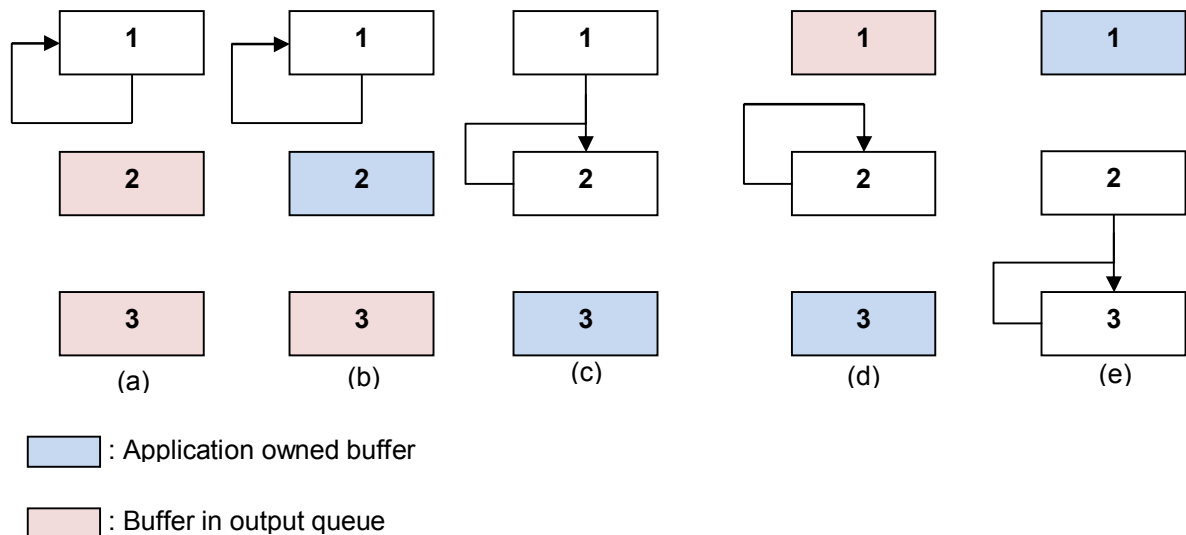 1 1 1 1 1
2 2 2 2 2
3 3 3 3 3
(a) (b) (c) (d) (e)
: Application owned buffer
: Buffer in output queue